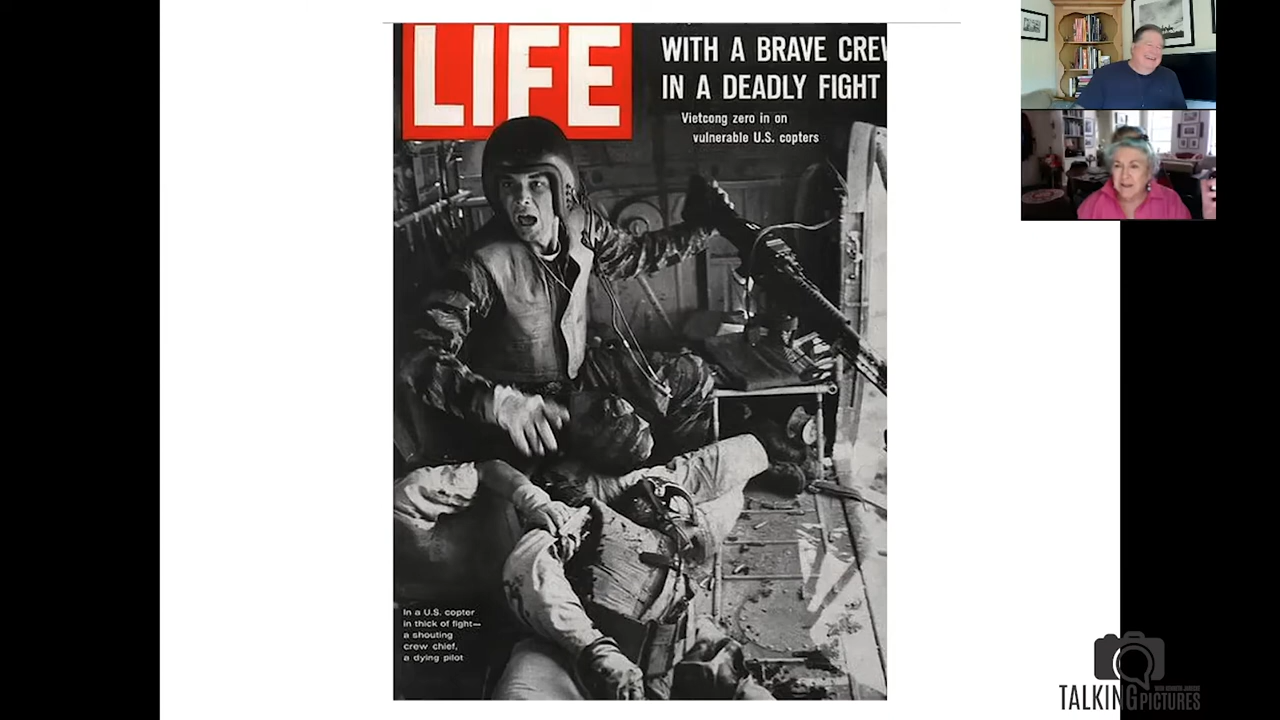 LIFE
WITH A BRAVE CREW
IN A DEADLY FIGHT
Vietcong zero in on
vulnerable U.S. copters
In a U.S. copter
in thick of fight—
a shouting
crew chief,
a dying pilot
TALKING PICTURES